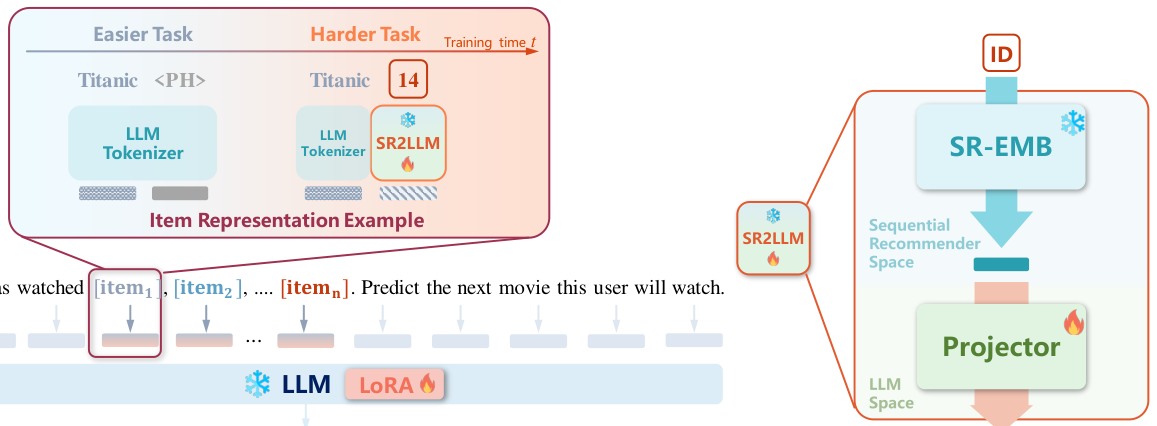 Easier Task
Harder Task
Training time t
Titanic <PH>
Titanic 14
LLM
Tokenizer
LLM
Tokenizer
SR2LLM
Item Representation Example
watched [item1], [item2], .... [itemn]. Predict the next movie this user will watch.
...
LLM
LoRA
SR2LLM
ID
SR-EMB
Sequential
Recommender
Space
Projector
LLM
Space